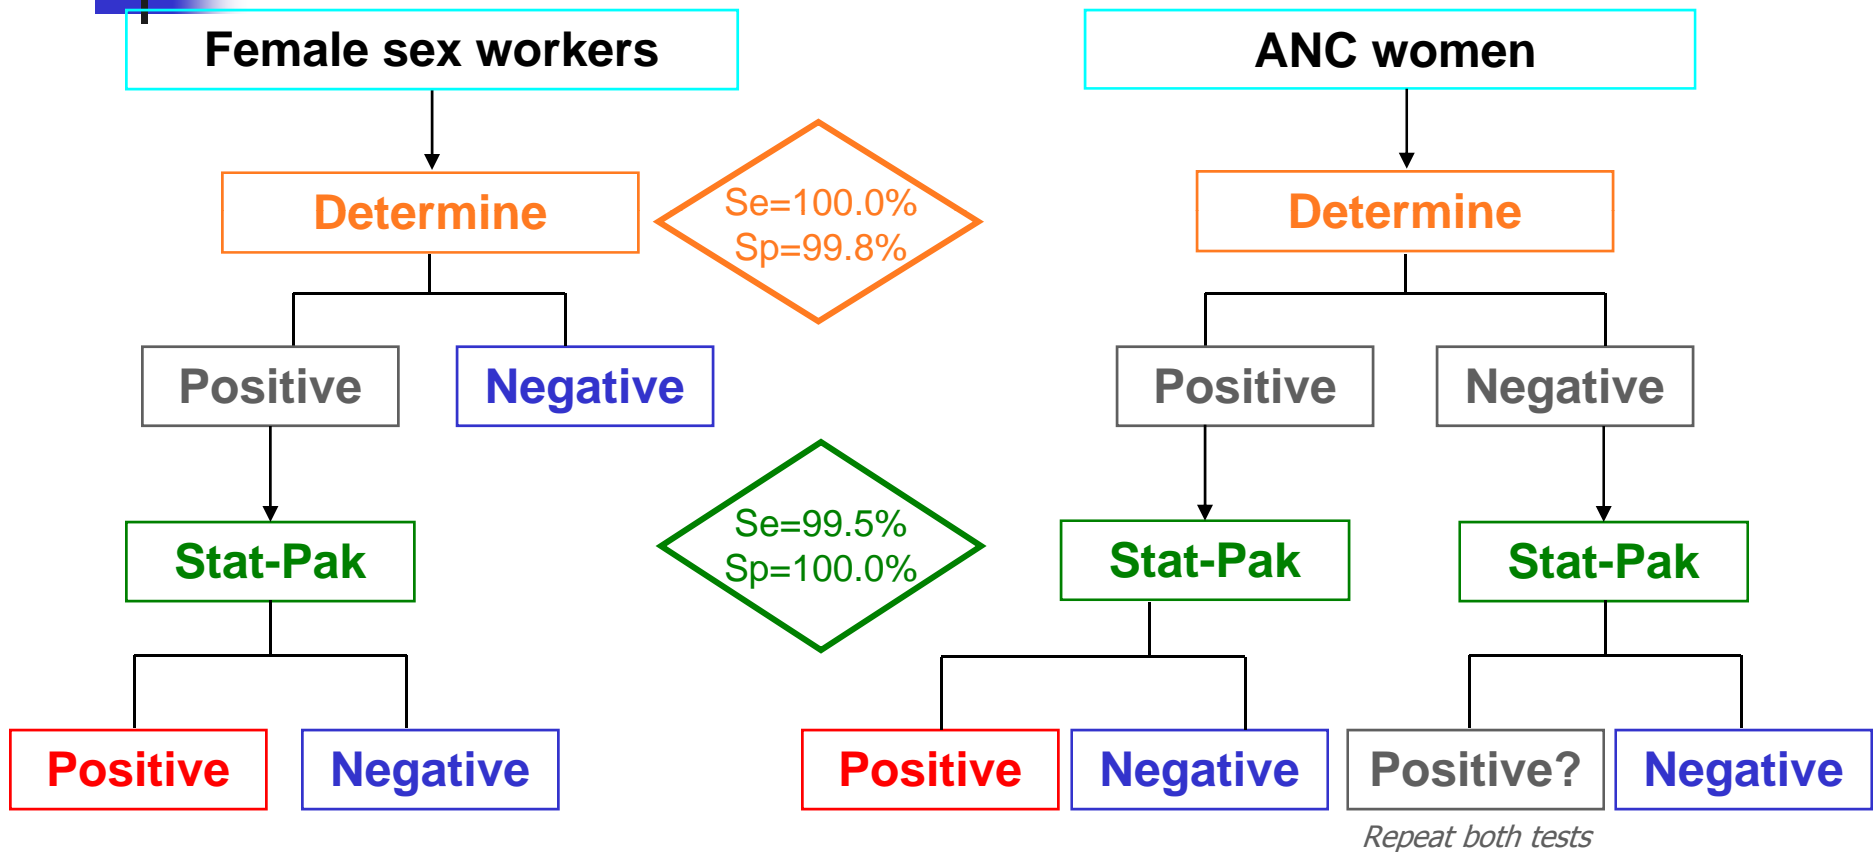 Female sex workers
ANC women
Determine
Se=100.0%
Sp=99.8%
Determine
Positive
Negative
Positive
Negative
Stat-Pak
Se=99.5%
Sp=100.0%
Stat-Pak
Stat-Pak
Positive
Negative
Positive
Negative
Positive?
Negative
Repeat both tests